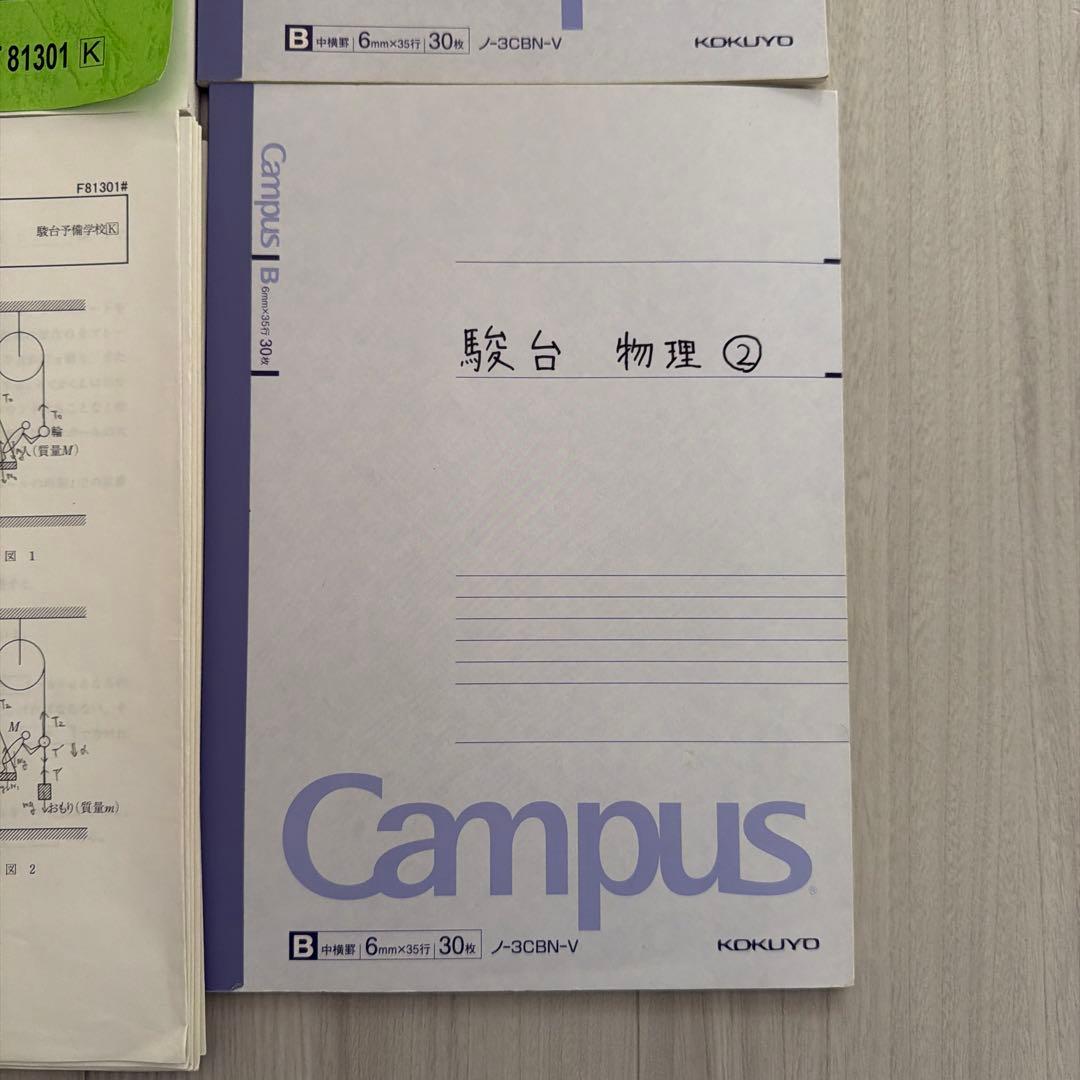 81301 K
F81301#
駿台予備学校K
T₀
T₀
輪
人(質量M)
図 1
T₂
T₂
M
T'
α
T'
mg
おもり(質量m)
図 2
B 中横罫 6mm×35行 30枚 ノ-3CBN-V
KOKUYO
Campus
B 6mm×35行 30枚
駿台 物理②
Campus®
B 中横罫 6mm×35行 30枚 ノ-3CBN-V
KOKUYO